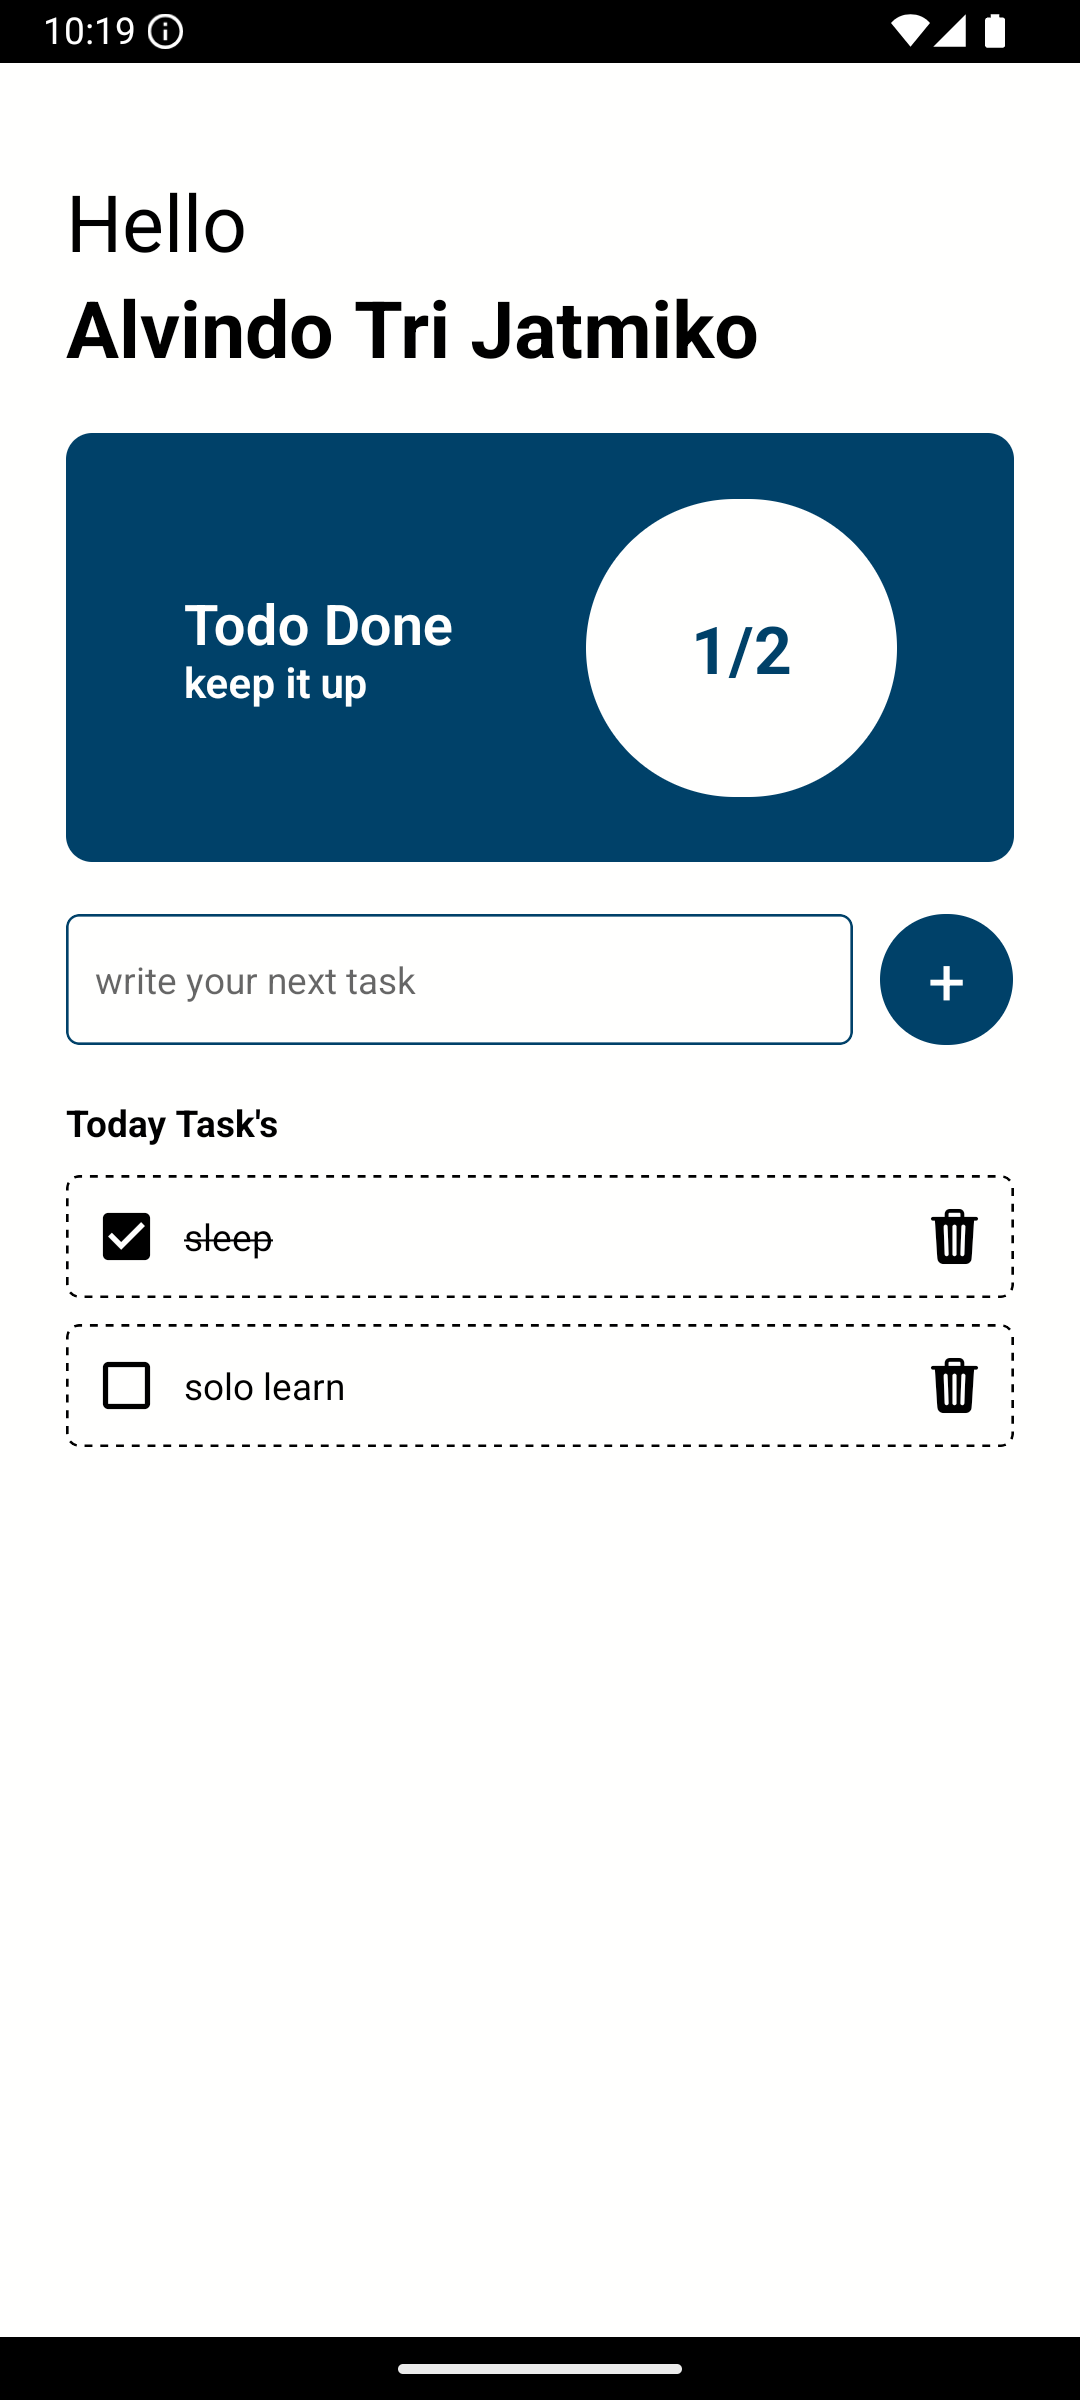 10:19
Hello
Alvindo Tri Jatmiko
Todo Done
keep it up
1/2
write your next task
+
Today Task's
sleep
solo learn